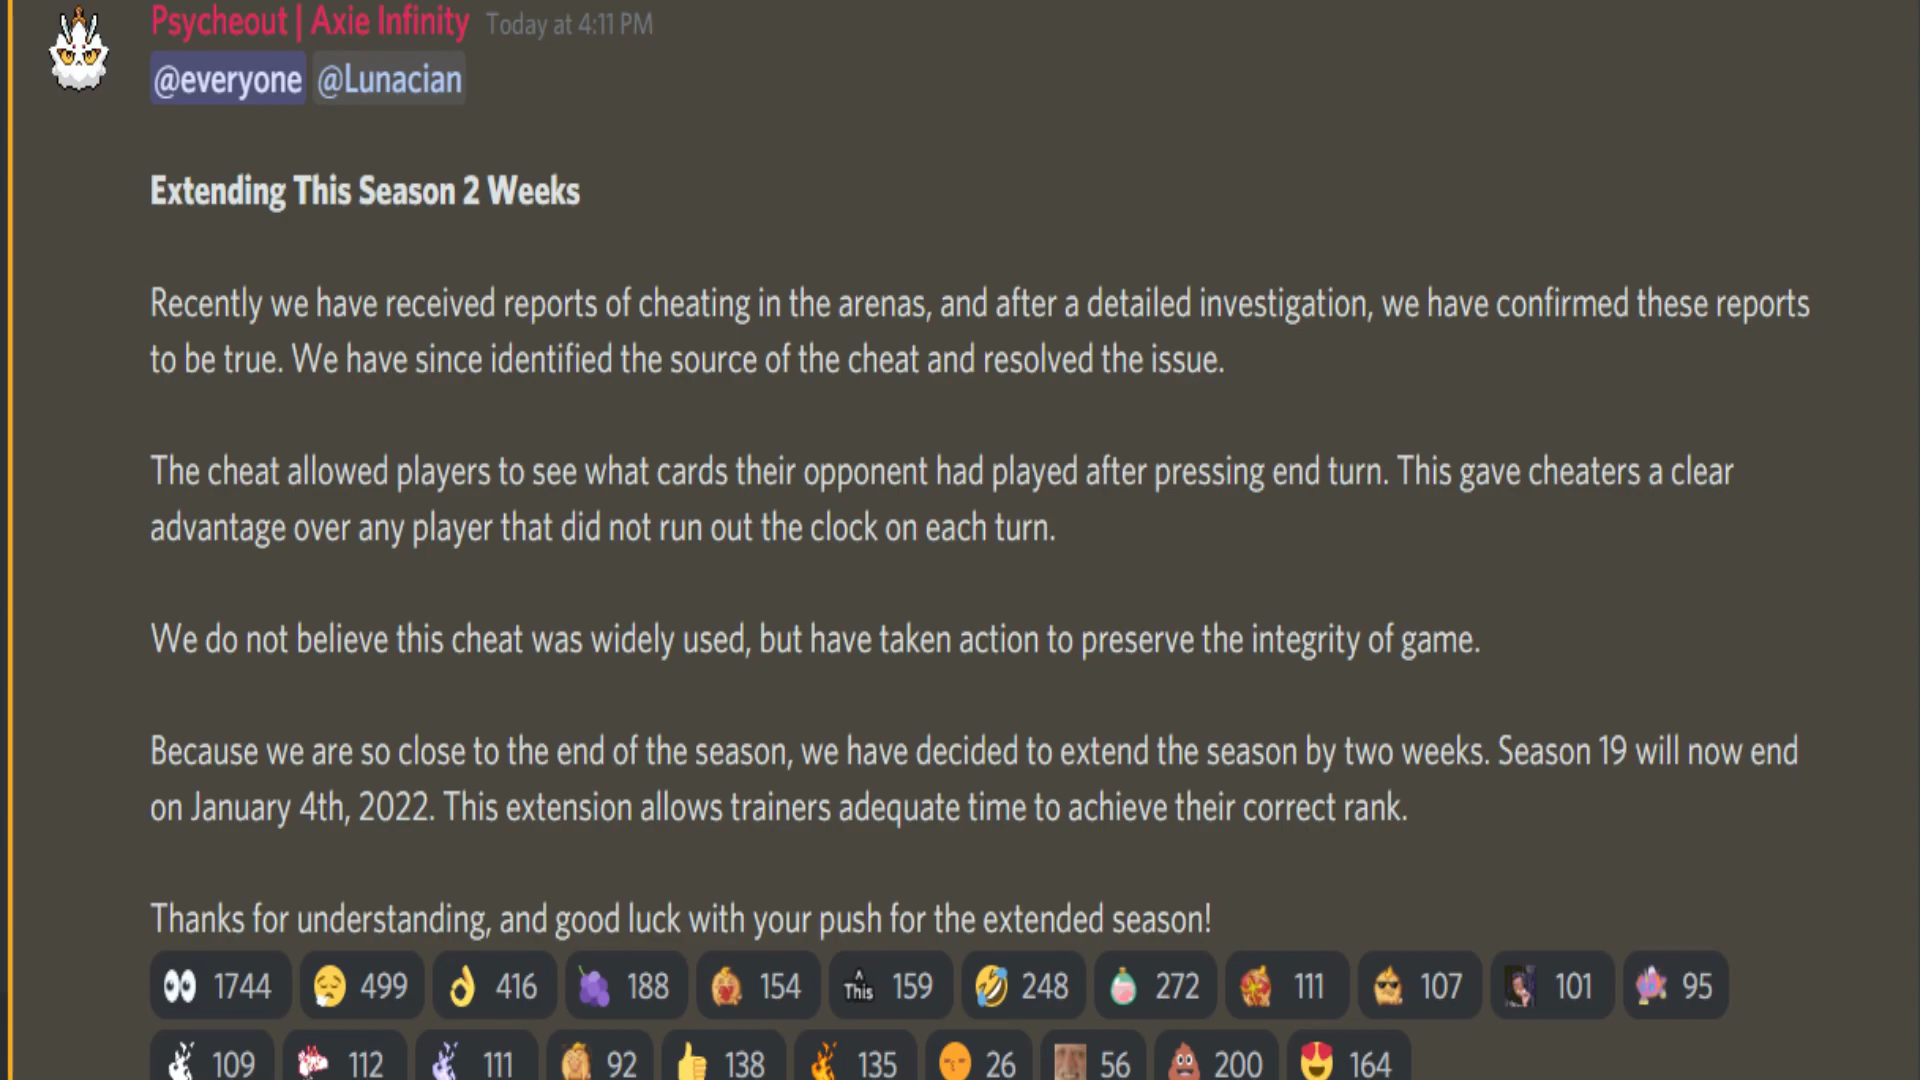 Psycheout | Axie Infinity Today at 4:11 PM
@everyone @Lunacian
Extending This Season 2 Weeks
Recently we have received reports of cheating in the arenas, and after a detailed investigation, we have confirmed these reports
to be true. We have since identified the source of the cheat and resolved the issue.
The cheat allowed players to see what cards their opponent had played after pressing end turn. This gave cheaters a clear
advantage over any player that did not run out the clock on each turn.
We do not believe this cheat was widely used, but have taken action to preserve the integrity of game.
Because we are so close to the end of the season, we have decided to extend the season by two weeks. Season 19 will now end
on January 4th, 2022. This extension allows trainers adequate time to achieve their correct rank.
Thanks for understanding, and good luck with your push for the extended season!
1744 499 416 188 154 This 159 248 272 111 107 101 95
109 112 111 92 138 135 26 56 200 164